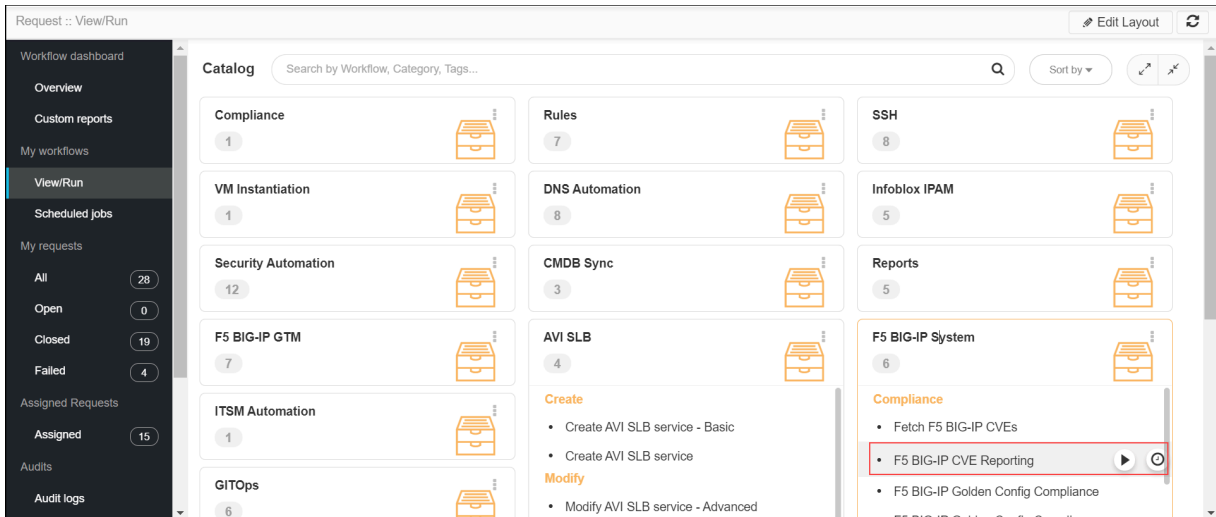 Request :: View/Run
Edit Layout
Workflow dashboard
Overview
Custom reports
My workflows
View/Run
Scheduled jobs
My requests
All 28
Open 0
Closed 19
Failed 4
Assigned Requests
Assigned 15
Audits
Audit logs
Catalog
Search by Workflow, Category, Tags...
Sort by
Compliance
1
Rules
7
SSH
8
VM Instantiation
1
DNS Automation
8
Infoblox IPAM
5
Security Automation
12
CMDB Sync
3
Reports
5
F5 BIG-IP GTM
7
AVI SLB
4
F5 BIG-IP System
6
ITSM Automation
1
GITOps
6
Create
• Create AVI SLB service - Basic
• Create AVI SLB service
Modify
• Modify AVI SLB service - Advanced
Compliance
• Fetch F5 BIG-IP CVEs
• F5 BIG-IP CVE Reporting
• F5 BIG-IP Golden Config Compliance